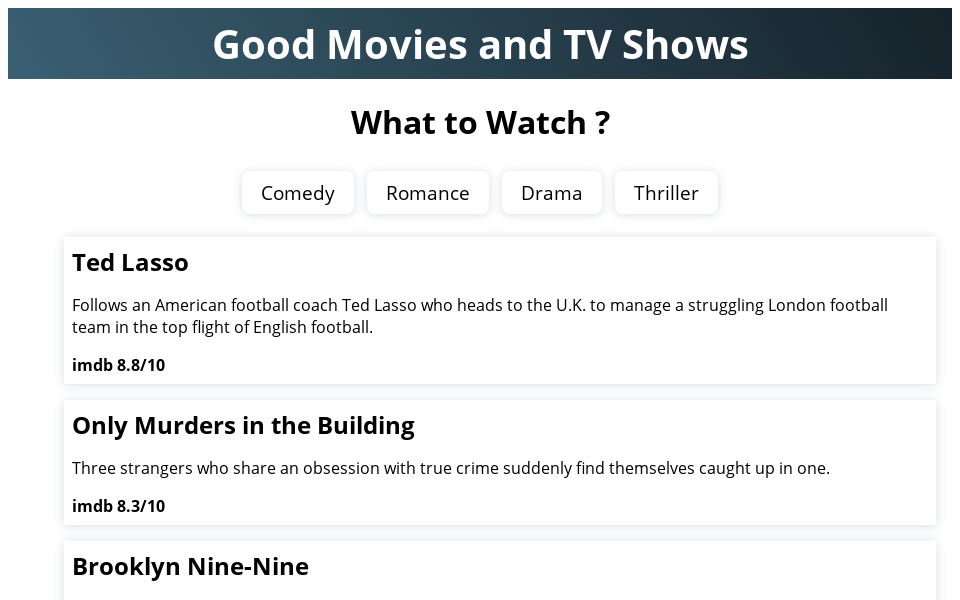 Good Movies and TV Shows
What to Watch ?
Comedy
Romance
Drama
Thriller
Ted Lasso
Follows an American football coach Ted Lasso who heads to the U.K. to manage a struggling London football
team in the top flight of English football.
imdb 8.8/10
Only Murders in the Building
Three strangers who share an obsession with true crime suddenly find themselves caught up in one.
imdb 8.3/10
Brooklyn Nine-Nine